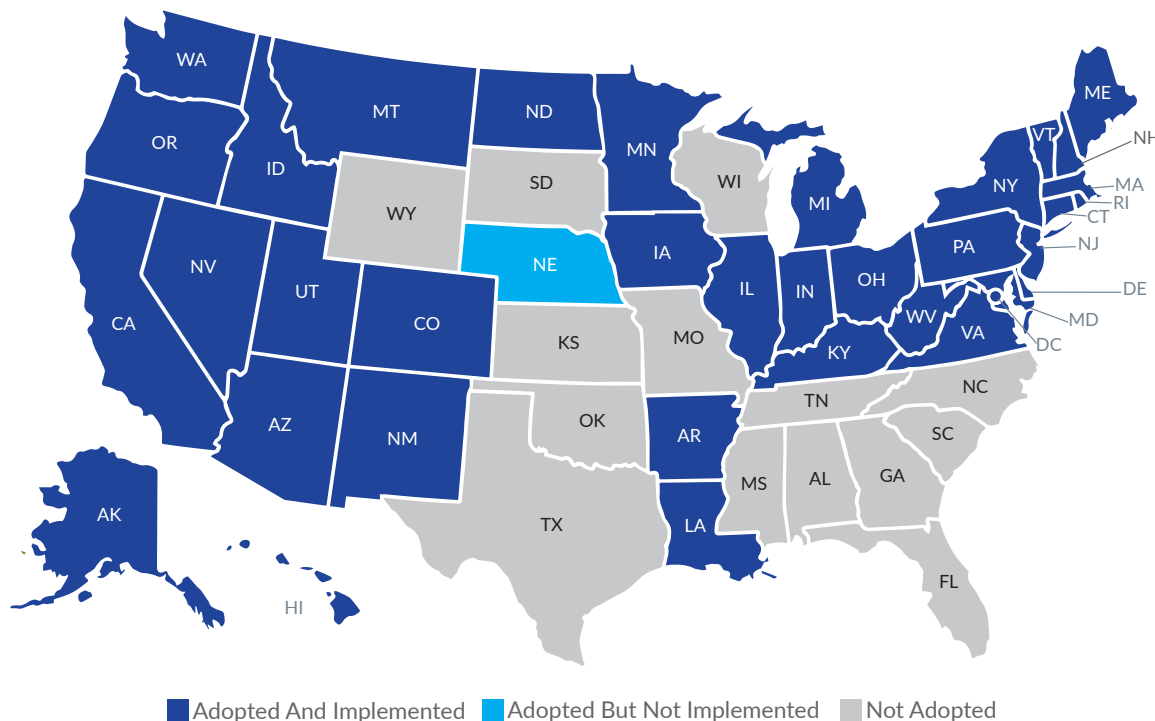 WA
ME
MT
ND
VT
NH
OR
MN
ID
SD
WI
NY
MA
MI
RI
WY
CT
PA
NJ
IA
NV
NE
OH
UT
IL
IN
DE
CA
CO
WV
MD
VA
KS
MO
KY
DC
NC
TN
AZ
OK
NM
AR
SC
MS
AL
GA
AK
TX
LA
FL
HI
Adopted And Implemented Adopted But Not Implemented Not Adopted